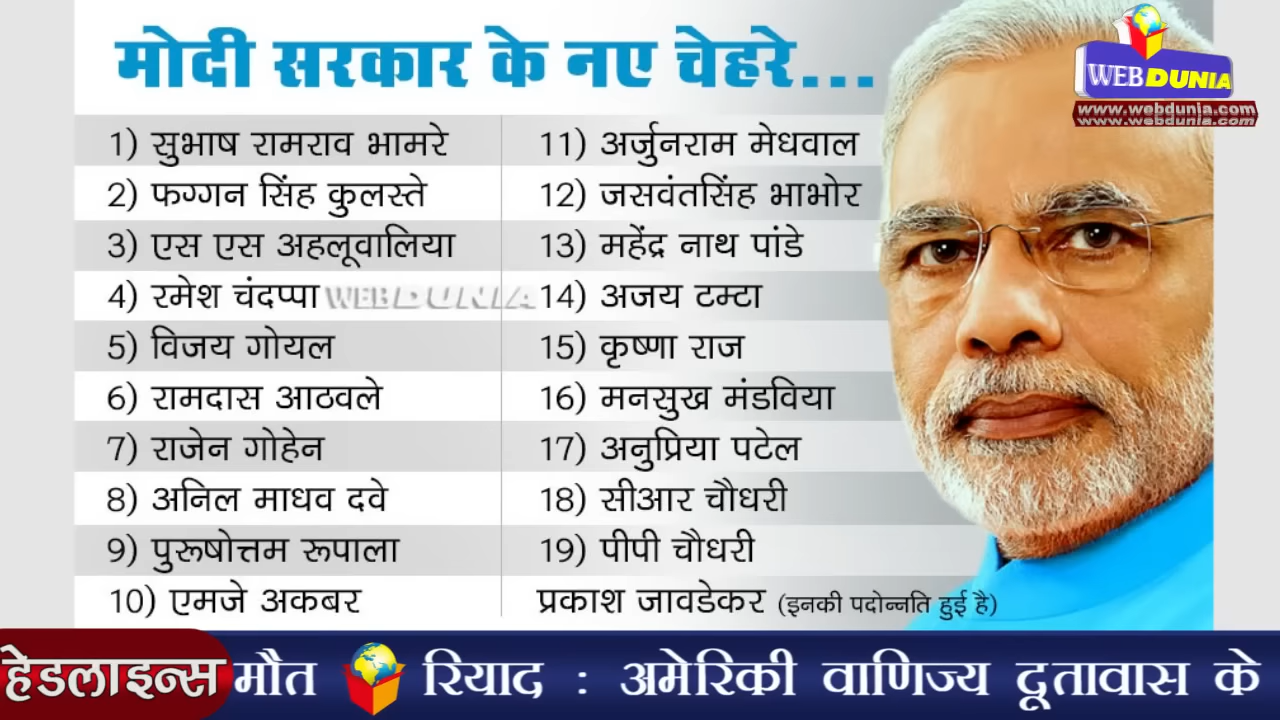 मोदी सरकार के नए चेहरे...
WEBDUNIA
www.webdunia.com
www.webdunia.com
1) सुभाष रामराव भामरे
2) फग्गन सिंह कुलस्ते
3) एस एस अहलूवालिया
4) रमेश चंदप्पा
WEBDUNIA
5) विजय गोयल
6) रामदास आठवले
7) राजेन गोहेन
8) अनिल माधव दवे
9) पुरुषोत्तम रूपाला
10) एमजे अकबर
11) अर्जुनराम मेधवाल
12) जसवंतसिंह भाभोर
13) महेंद्र नाथ पांडे
14) अजय टम्टा
15) कृष्णा राज
16) मनसुख मंडविया
17) अनुप्रिया पटेल
18) सीआर चौधरी
19) पीपी चौधरी
प्रकाश जावडेकर (इनकी पदोन्नति हुई है)
हेडलाइन्स मौत रियाद : अमेरिकी वाणिज्य दूतावास के